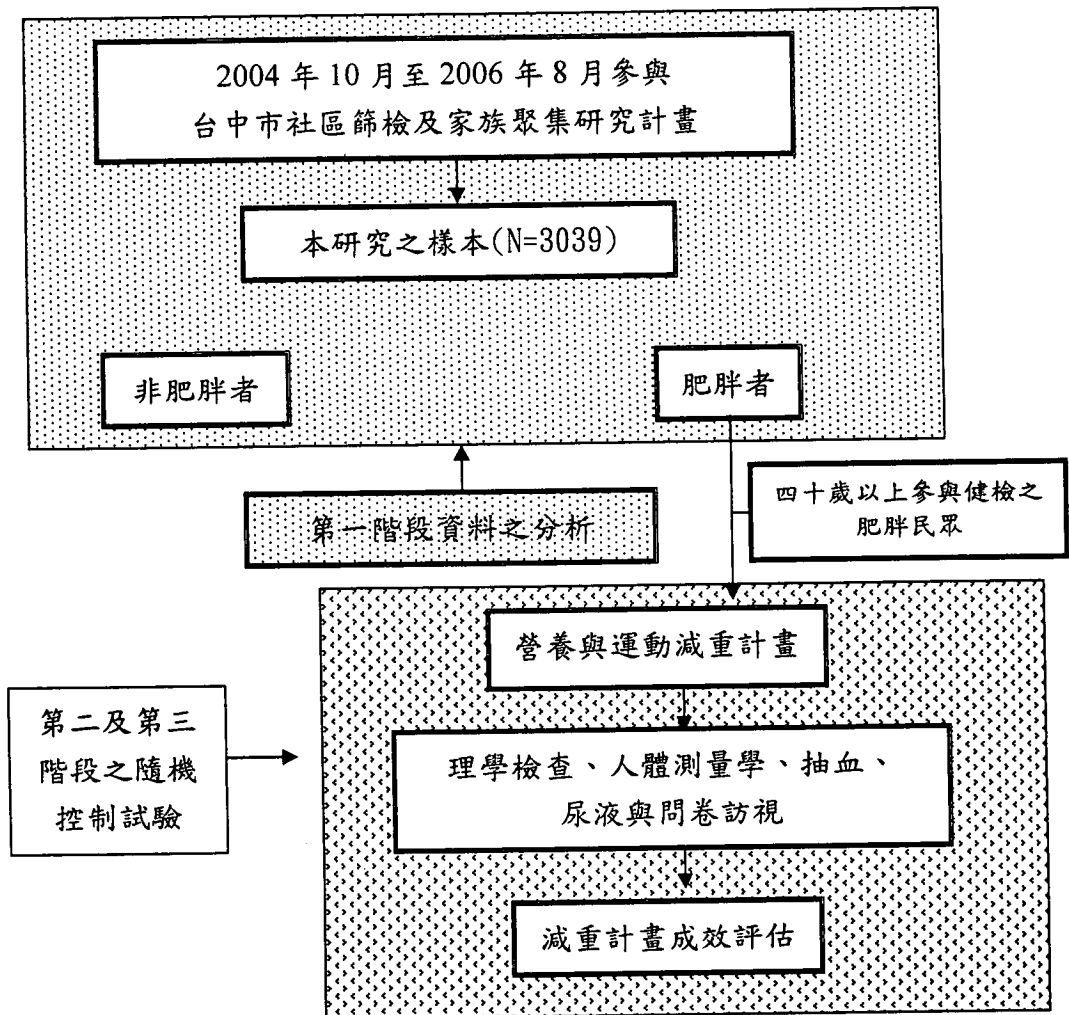 2004 年 10 月至 2006 年 8 月參與
台中市社區篩檢及家族聚集研究計畫
本研究之樣本(N=3039)
非肥胖者
肥胖者
第一階段資料之分析
四十歲以上參與健檢之
肥胖民眾
營養與運動減重計畫
第二及第三
階段之隨機
控制試驗
理學檢查、人體測量學、抽血、
尿液與問卷訪視
減重計畫成效評估